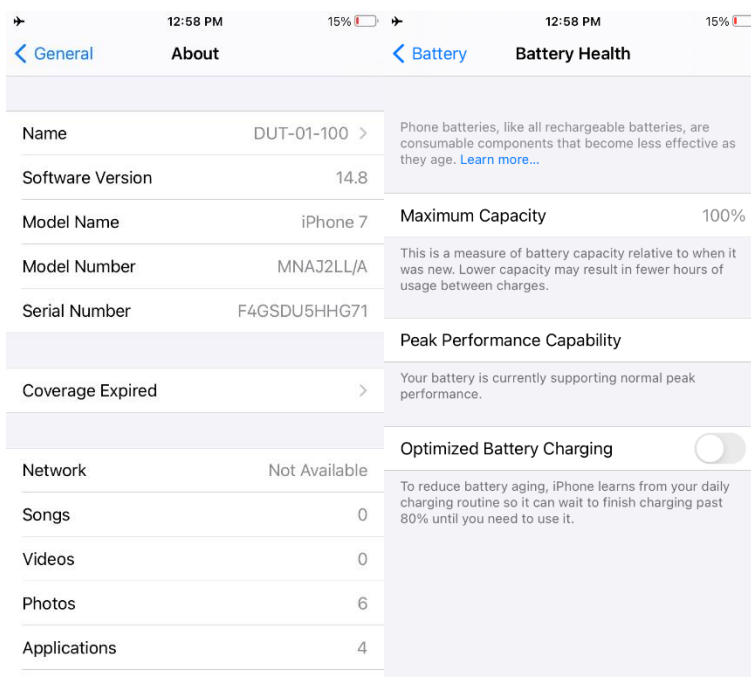 12:58 PM 15%
General About
Name DUT-01-100
Software Version 14.8
Model Name iPhone 7
Model Number MNAJ2LL/A
Serial Number F4GSDU5HHG71
Coverage Expired
Network Not Available
Songs 0
Videos 0
Photos 6
Applications 4
12:58 PM 15%
Battery Battery Health
Phone batteries, like all rechargeable batteries, are
consumable components that become less effective as
they age. Learn more...
Maximum Capacity 100%
This is a measure of battery capacity relative to when it
was new. Lower capacity may result in fewer hours of
usage between charges.
Peak Performance Capability
Your battery is currently supporting normal peak
performance.
Optimized Battery Charging
To reduce battery aging, iPhone learns from your daily
charging routine so it can wait to finish charging past
80% until you need to use it.